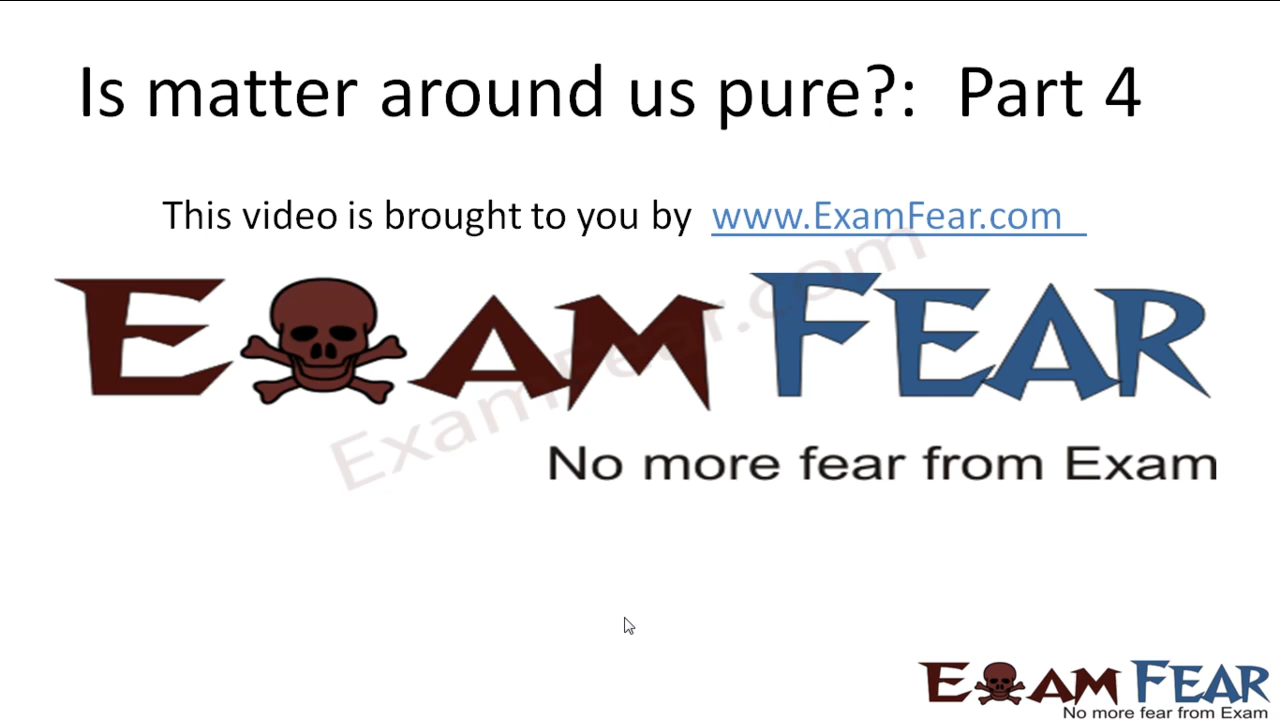 Is matter around us pure?: Part 4
This video is brought to you by www.ExamFear.com
ExamFear.com
EXAM FEAR
No more fear from Exam
EXAM FEAR
No more fear from Exam